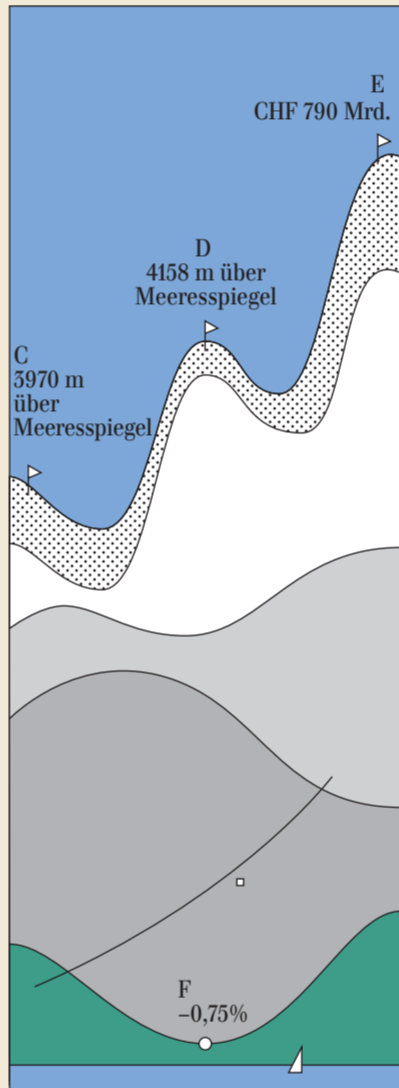 E
CHF 790 Mrd.
D
4158 m über
Meeresspiegel
C
3970 m
über
Meeresspiegel
F
–0,75%